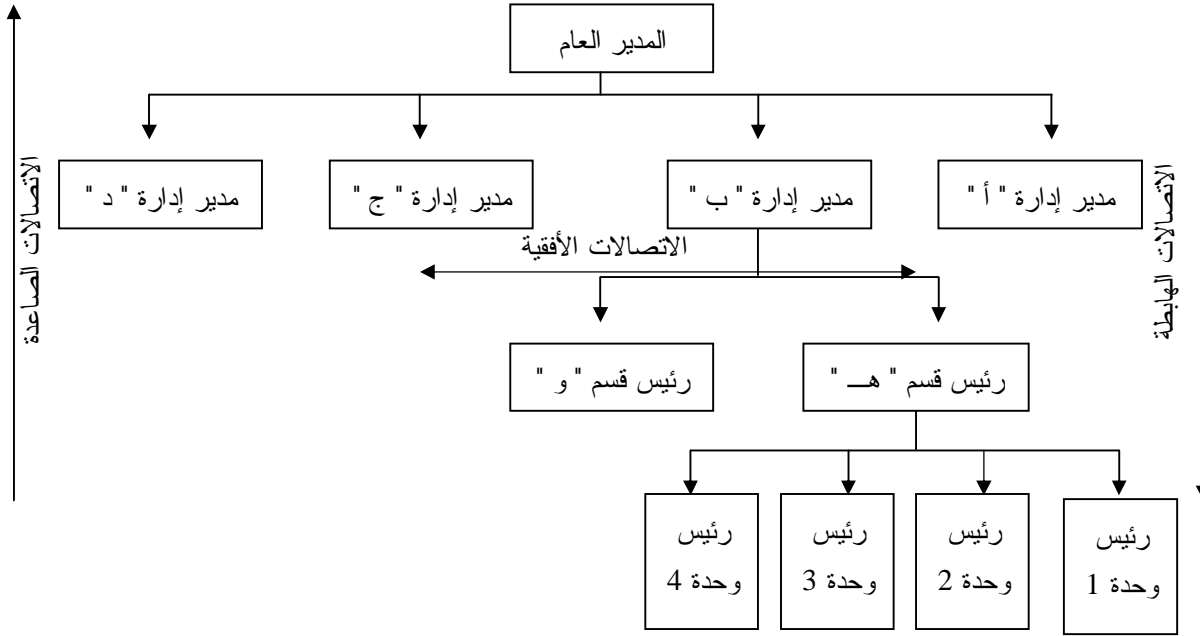 المدير العام
مدير إدارة " أ "
مدير إدارة " ب "
مدير إدارة " ج "
مدير إدارة " د "
الاتصالات الهابطة
الاتصالات الصاعدة
الاتصالات الأفقية
رئيس قسم " هـــ "
رئيس قسم " و "
رئيس
وحدة 1
رئيس
وحدة 2
رئيس
وحدة 3
رئيس
وحدة 4